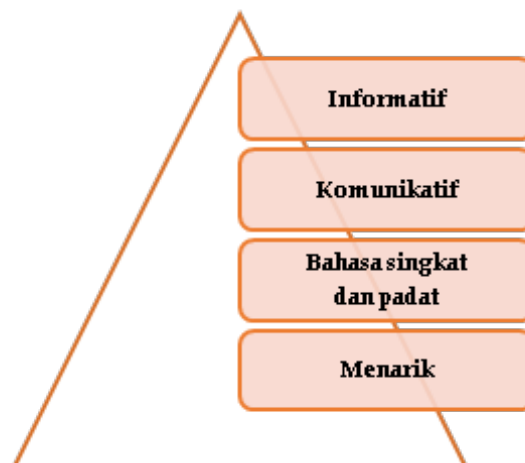 Informatif
Komunikatif
Bahasa singkat
dan padat
Menarik